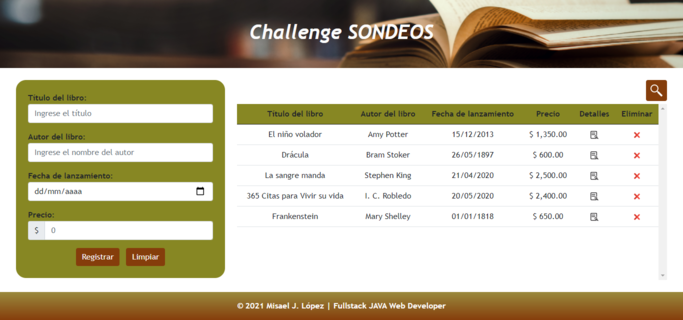 Challenge SONDEOS
Título del libro:
Ingrese el título
Autor del libro:
Ingrese el nombre del autor
Fecha de lanzamiento:
dd/mm/aaaa
Precio:
$ 0
Registrar Limpiar
Título del libro Autor del libro Fecha de lanzamiento Precio Detalles Eliminar
El niño volador Amy Potter 15/12/2013 $ 1,350.00
Drácula Bram Stoker 26/05/1897 $ 600.00
La sangre manda Stephen King 21/04/2020 $ 2,500.00
365 Citas para Vivir su vida I. C. Robledo 20/05/2020 $ 2,400.00
Frankenstein Mary Shelley 01/01/1818 $ 650.00
© 2021 Misael J. López | Fullstack JAVA Web Developer